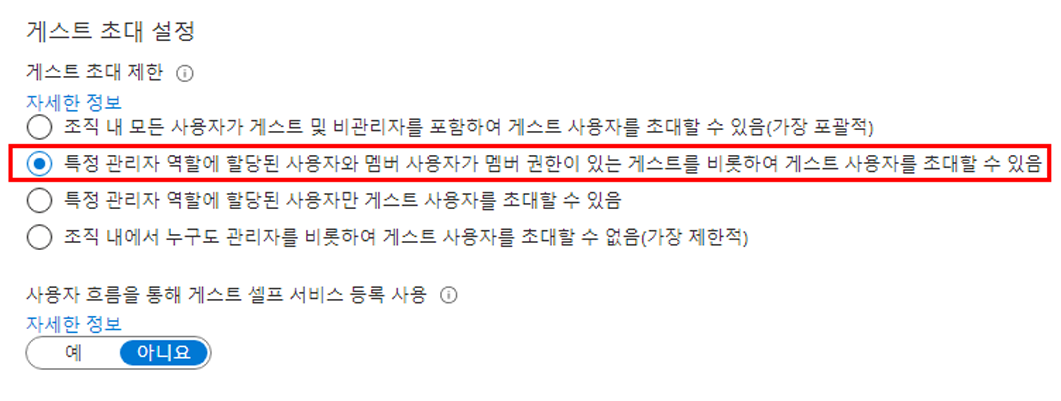 게스트 초대 설정
게스트 초대 제한
자세한 정보
조직 내 모든 사용자가 게스트 및 비관리자를 포함하여 게스트 사용자를 초대할 수 있음(가장 포괄적)
특정 관리자 역할에 할당된 사용자와 멤버 사용자가 멤버 권한이 있는 게스트를 비롯하여 게스트 사용자를 초대할 수 있음
특정 관리자 역할에 할당된 사용자만 게스트 사용자를 초대할 수 있음
조직 내에서 누구도 관리자를 비롯하여 게스트 사용자를 초대할 수 없음(가장 제한적)
사용자 흐름을 통해 게스트 셀프 서비스 등록 사용
자세한 정보
예 아니요